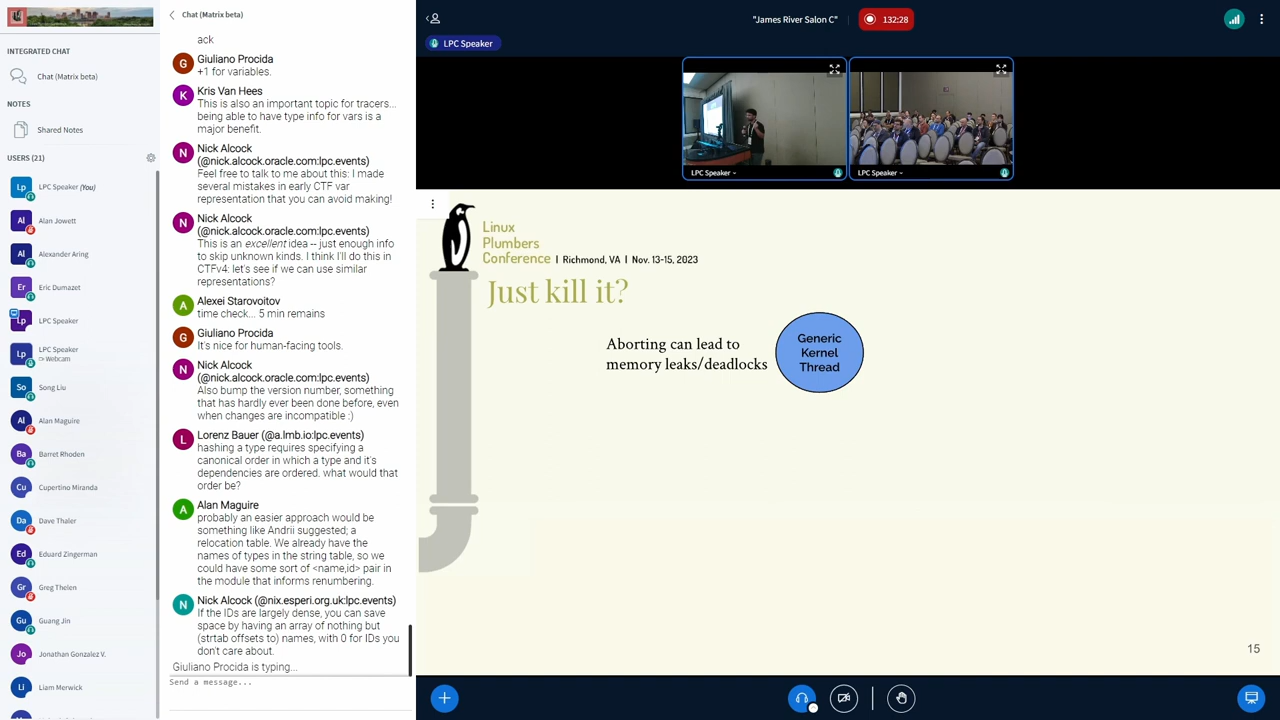 INTEGRATED CHAT
Chat (Matrix beta)
NOTES
Shared Notes
USERS (21)
Lp LPC Speaker (You)
Al Alan Jowett
Al Alexander Aring
Er Eric Dumazet
Lp LPC Speaker
Lp LPC Speaker
Webcam
So Song Liu
Al Alan Maguire
Ba Barret Rhoden
Cu Cupertino Miranda
Da Dave Thaler
Ed Eduard Zingerman
Gr Greg Thelen
Gu Guang Jin
Jo Jonathan Gonzalez V.
Li Liam Merwick
Chat (Matrix beta)
ack
G Giuliano Procida
+1 for variables.
K Kris Van Hees
This is also an important topic for tracers...
being able to have type info for vars is a
major benefit.
N Nick Alcock
(@nick.alcock.oracle.com:lpc.events)
Feel free to talk to me about this: I made
several mistakes in early CTF var
representation that you can avoid making!
N Nick Alcock
(@nick.alcock.oracle.com:lpc.events)
This is an excellent idea -- just enough info
to skip unknown kinds. I think I'll do this in
CTFv4: let's see if we can use similar
representations?
A Alexei Starovoitov
time check... 5 min remains
G Giuliano Procida
It's nice for human-facing tools.
N Nick Alcock
(@nick.alcock.oracle.com:lpc.events)
Also bump the version number, something
that has hardly ever been done before, even
when changes are incompatible :)
L Lorenz Bauer (@a.lmb.io:lpc.events)
hashing a type requires specifying a
canonical order in which a type and it's
dependencies are ordered. what would that
order be?
A Alan Maguire
probably an easier approach would be
something like Andrii suggested; a
relocation table. We already have the
names of types in the string table, so we
could have some sort of <name,id> pair in
the module that informs renumbering.
N Nick Alcock (@nix.esperi.org.uk:lpc.events)
If the IDs are largely dense, you can save
space by having an array of nothing but
(strtab offsets to) names, with 0 for IDs you
don't care about.
Giuliano Procida is typing...
Send a message...
"James River Salon C"
132:28
LPC Speaker
LPC Speaker
LPC Speaker
Linux
Plumbers
Conference | Richmond, VA | Nov. 13-15, 2023
Just kill it?
Aborting can lead to
memory leaks/deadlocks
Generic
Kernel
Thread
15